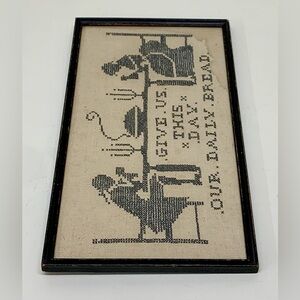 .GIVE.US.
×THIS×
×DAY×
.OUR.DAILY.BREAD.